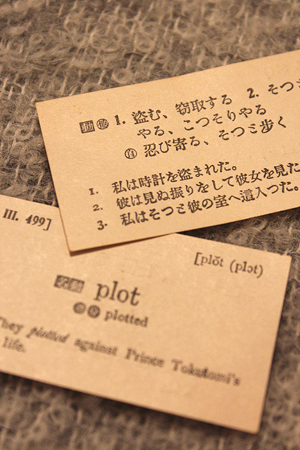 動 他 1. 盗む、窃取する 2. そつ
やる、こつそりやる
自 忍び寄る、そつと歩く
1. 私は時計を盗まれた。
2. 彼は見ぬ振りをして彼女を見た
3. 私はそつと彼の室へ這入つた。
III. 499]
[plŏt (plɔt)]
plot
plotted
They plotted against Prince Tokutomi's
life.